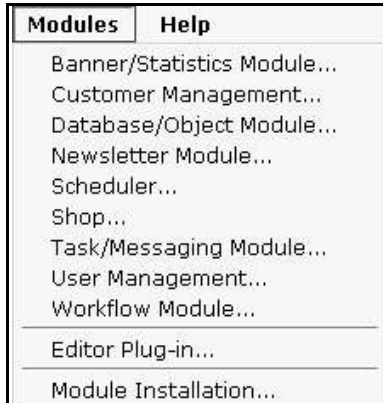 Modules Help
Banner/Statistics Module...
Customer Management...
Database/Object Module...
Newsletter Module...
Scheduler...
Shop...
Task/Messaging Module...
User Management...
Workflow Module...
Editor Plug-in...
Module Installation...